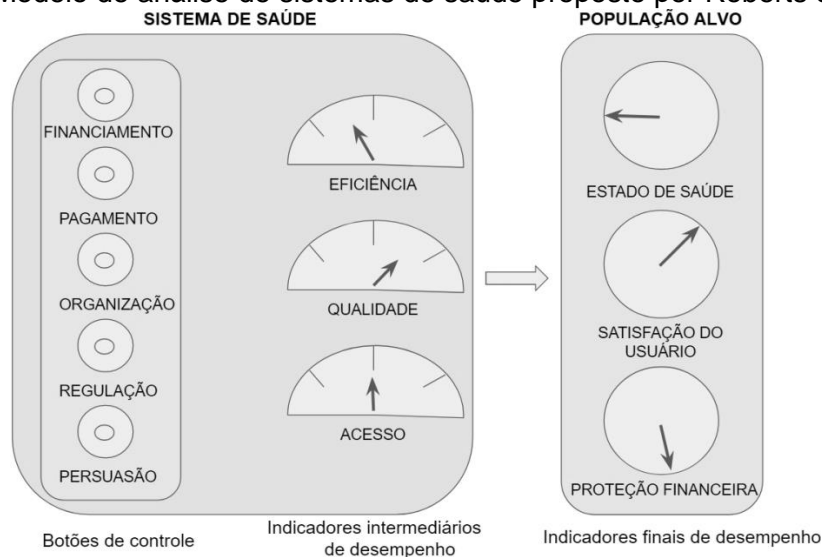 de análise de sistemas de saúde proposto por Roberts
SISTEMA DE SAÚDE
POPULAÇÃO ALVO
FINANCIAMENTO
PAGAMENTO
ORGANIZAÇÃO
REGULAÇÃO
PERSUASÃO
EFICIÊNCIA
QUALIDADE
ACESSO
ESTADO DE SAÚDE
SATISFAÇÃO DO
USUÁRIO
PROTEÇÃO FINANCEIRA
Botões de controle
Indicadores intermediários
de desempenho
Indicadores finais de desempenho